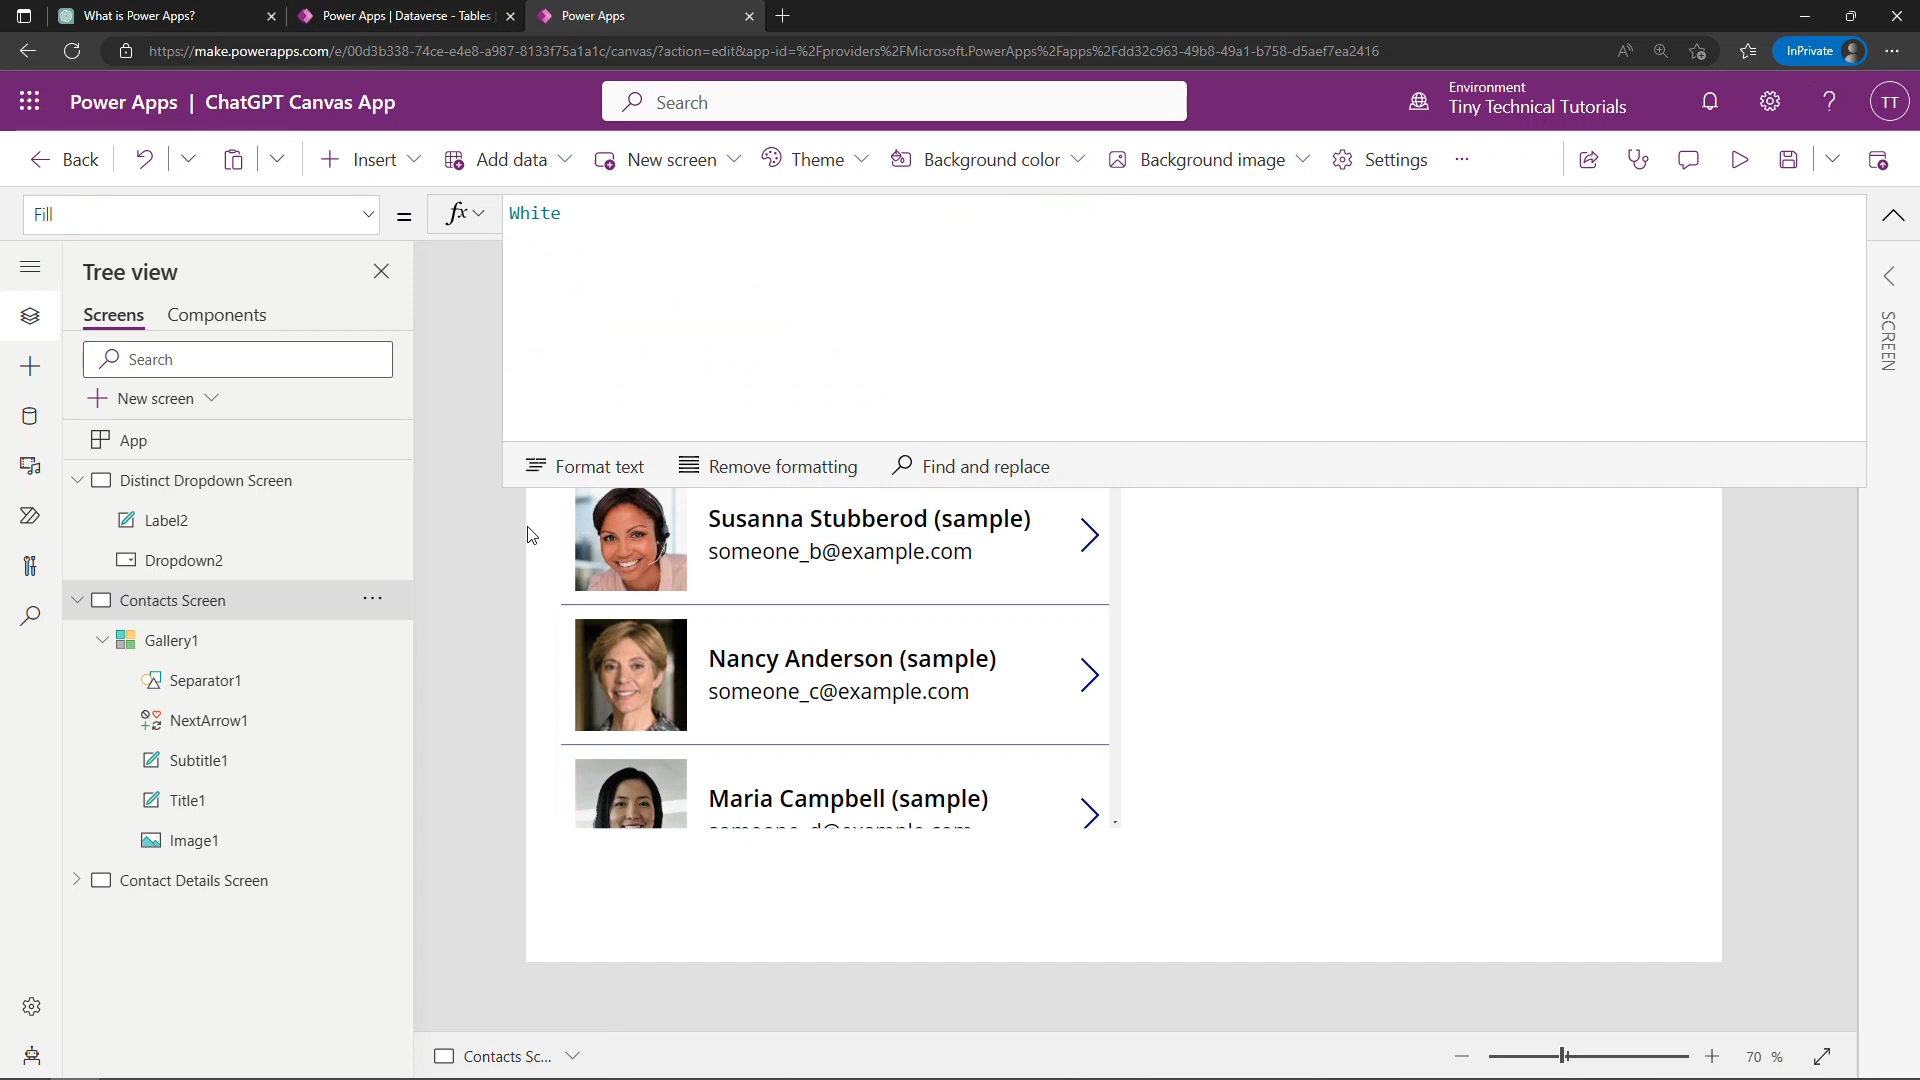 What is Power Apps?
Power Apps | Dataverse - Tables
Power Apps
https://make.powerapps.com/e/00d3b338-74ce-e4e8-a987-8133f75a1a1c/canvas/?action=edit&app-id=%2Fproviders%2FMicrosoft.PowerApps%2Fapps%2Fdd32c963-49b8-49a1-b758-d5aef7ea2416
InPrivate
Power Apps | ChatGPT Canvas App
Search
Environment
Tiny Technical Tutorials
TT
Back
Insert
Add data
New screen
Theme
Background color
Background image
Settings
Fill
=
fx
White
Tree view
Screens
Components
Search
New screen
App
Distinct Dropdown Screen
Label2
Dropdown2
Contacts Screen
Gallery1
Separator1
NextArrow1
Subtitle1
Title1
Image1
Contact Details Screen
Format text
Remove formatting
Find and replace
Susanna Stubberod (sample)
someone_b@example.com
Nancy Anderson (sample)
someone_c@example.com
Maria Campbell (sample)
SCREEN
Contacts Sc...
70 %